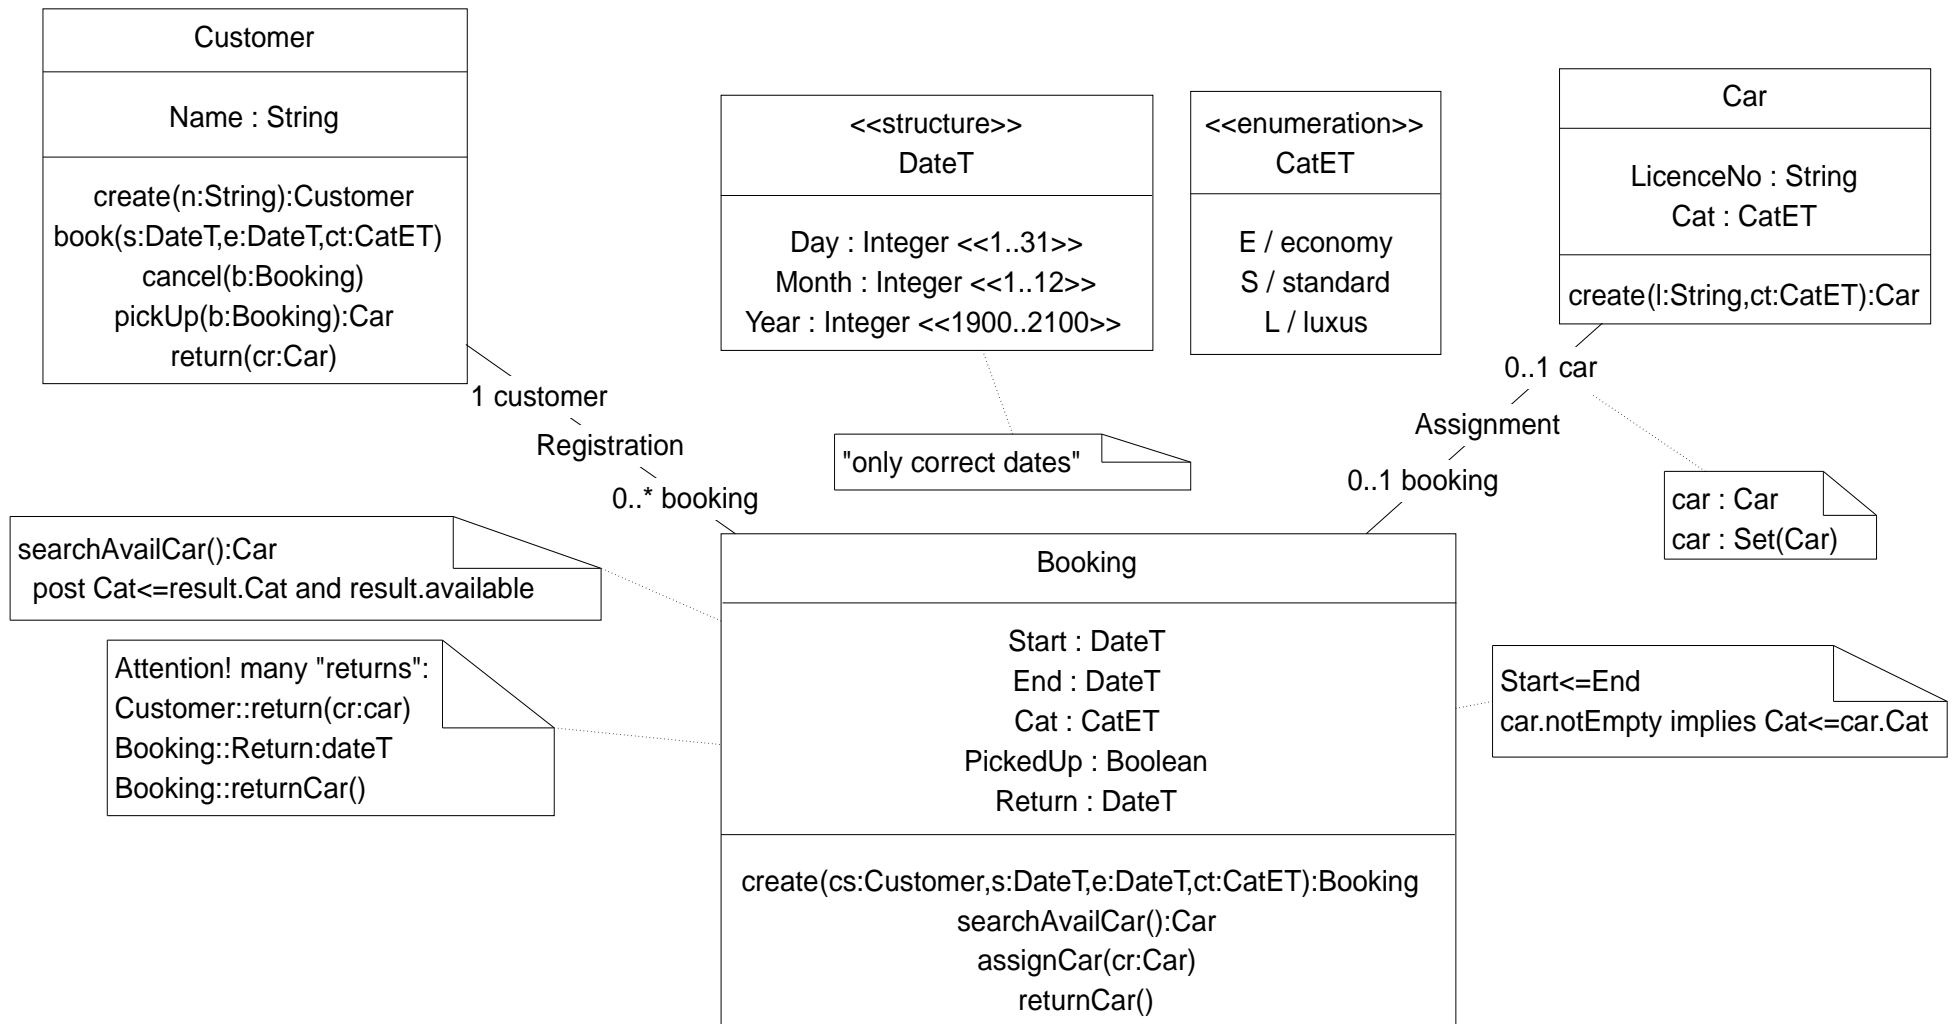 Customer
Name : String
create(n:String):Customer
book(s:DateT,e:DateT,ct:CatET)
cancel(b:Booking)
pickUp(b:Booking):Car
return(cr:Car)
<<structure>>
DateT
Day : Integer <<1..31>>
Month : Integer <<1..12>>
Year : Integer <<1900..2100>>
<<enumeration>>
CatET
E / economy
S / standard
L / luxus
Car
LicenceNo : String
Cat : CatET
create(l:String,ct:CatET):Car
1 customer
Registration
0..* booking
"only correct dates"
0..1 car
Assignment
0..1 booking
car : Car
car : Set(Car)
searchAvailCar():Car
post Cat<=result.Cat and result.available
Attention! many "returns":
Customer::return(cr:car)
Booking::Return:dateT
Booking::returnCar()
Booking
Start : DateT
End : DateT
Cat : CatET
PickedUp : Boolean
Return : DateT
create(cs:Customer,s:DateT,e:DateT,ct:CatET):Booking
searchAvailCar():Car
assignCar(cr:Car)
returnCar()
Start<=End
car.notEmpty implies Cat<=car.Cat